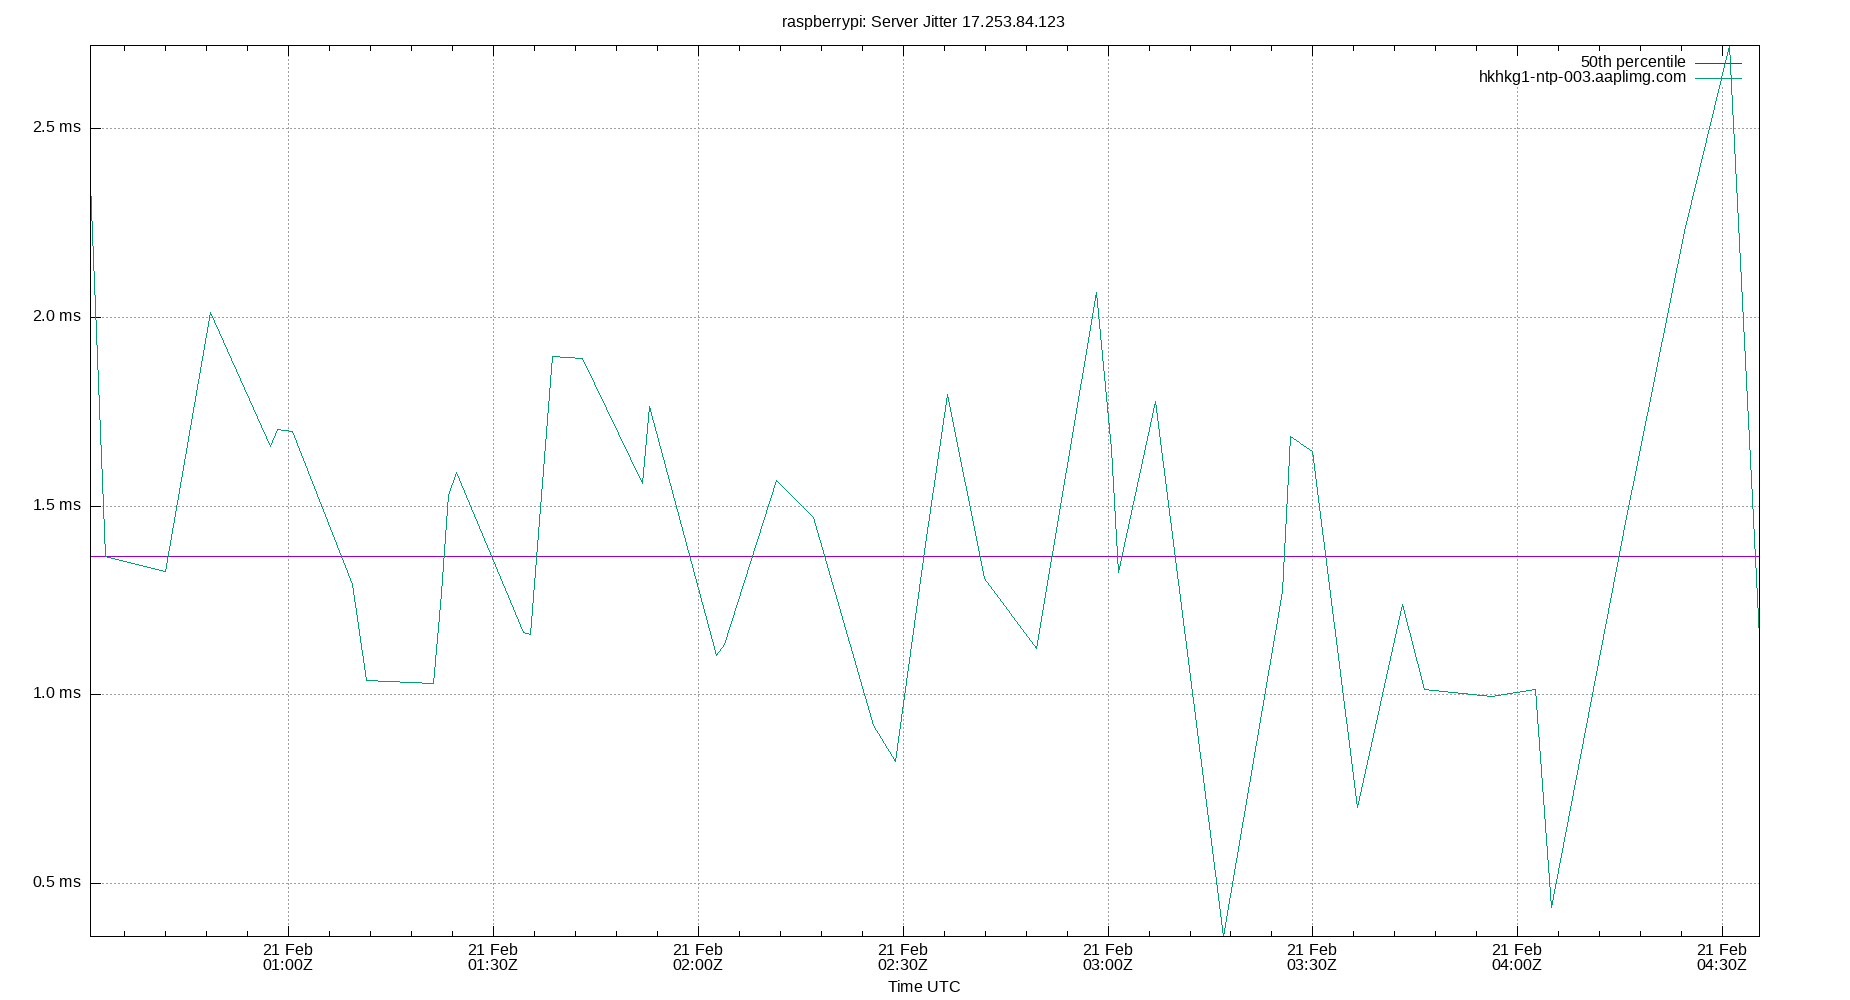 raspberrypi: Server Jitter 17.253.84.123
50th percentile
hkhkg1-ntp-003.aaplimg.com
2.5 ms
2.0 ms
1.5 ms
1.0 ms
0.5 ms
21 Feb 21 Feb 21 Feb 21 Feb 21 Feb 21 Feb 21 Feb 21 Feb
01:00Z 01:30Z 02:00Z 02:30Z 03:00Z 03:30Z 04:00Z 04:30Z
Time UTC